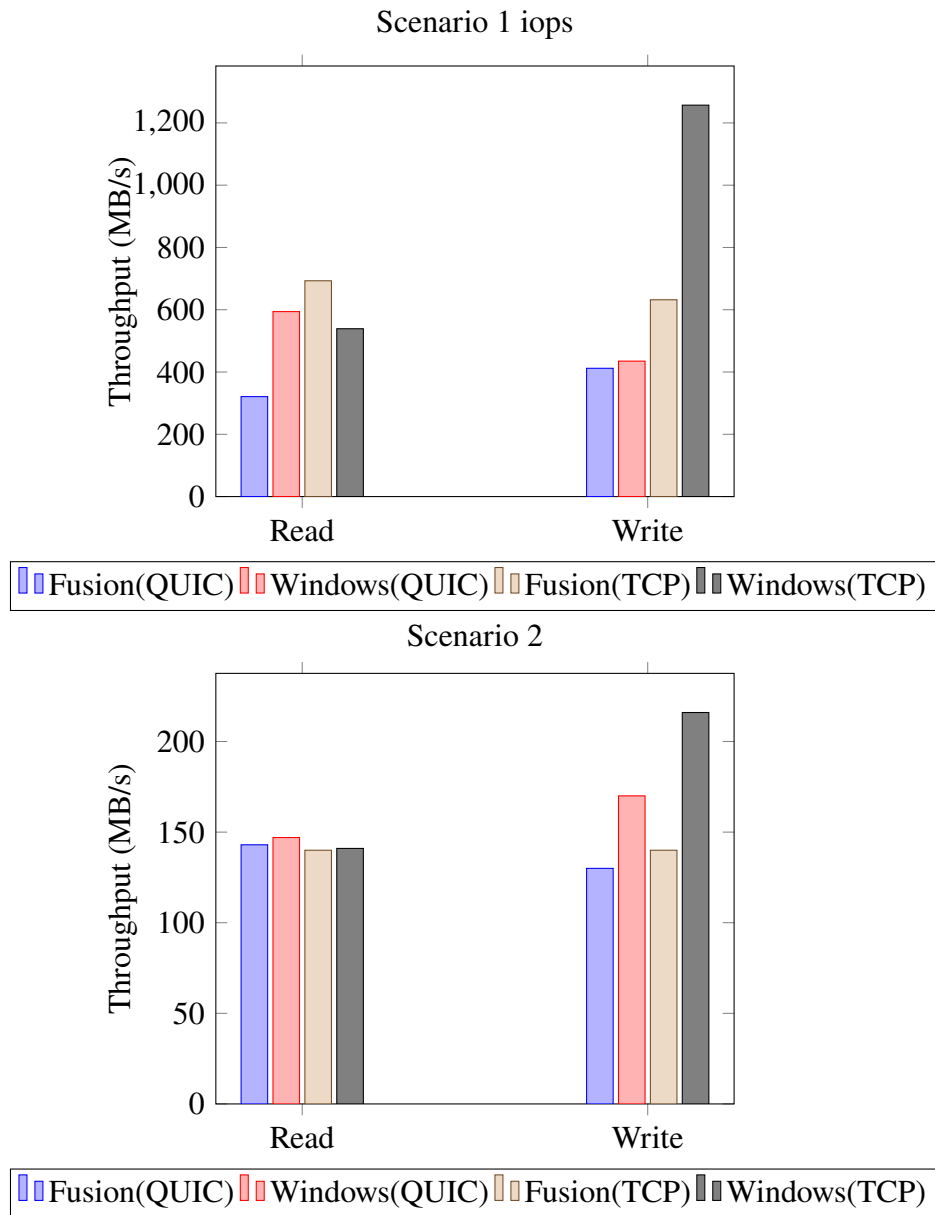 Scenario 1 iops
Throughput (MB/s)
1,200
1,000
800
600
400
200
0
Read Write
Fusion(QUIC) Windows(QUIC) Fusion(TCP) Windows(TCP)
Scenario 2
Throughput (MB/s)
200
150
100
50
0
Read Write
Fusion(QUIC) Windows(QUIC) Fusion(TCP) Windows(TCP)